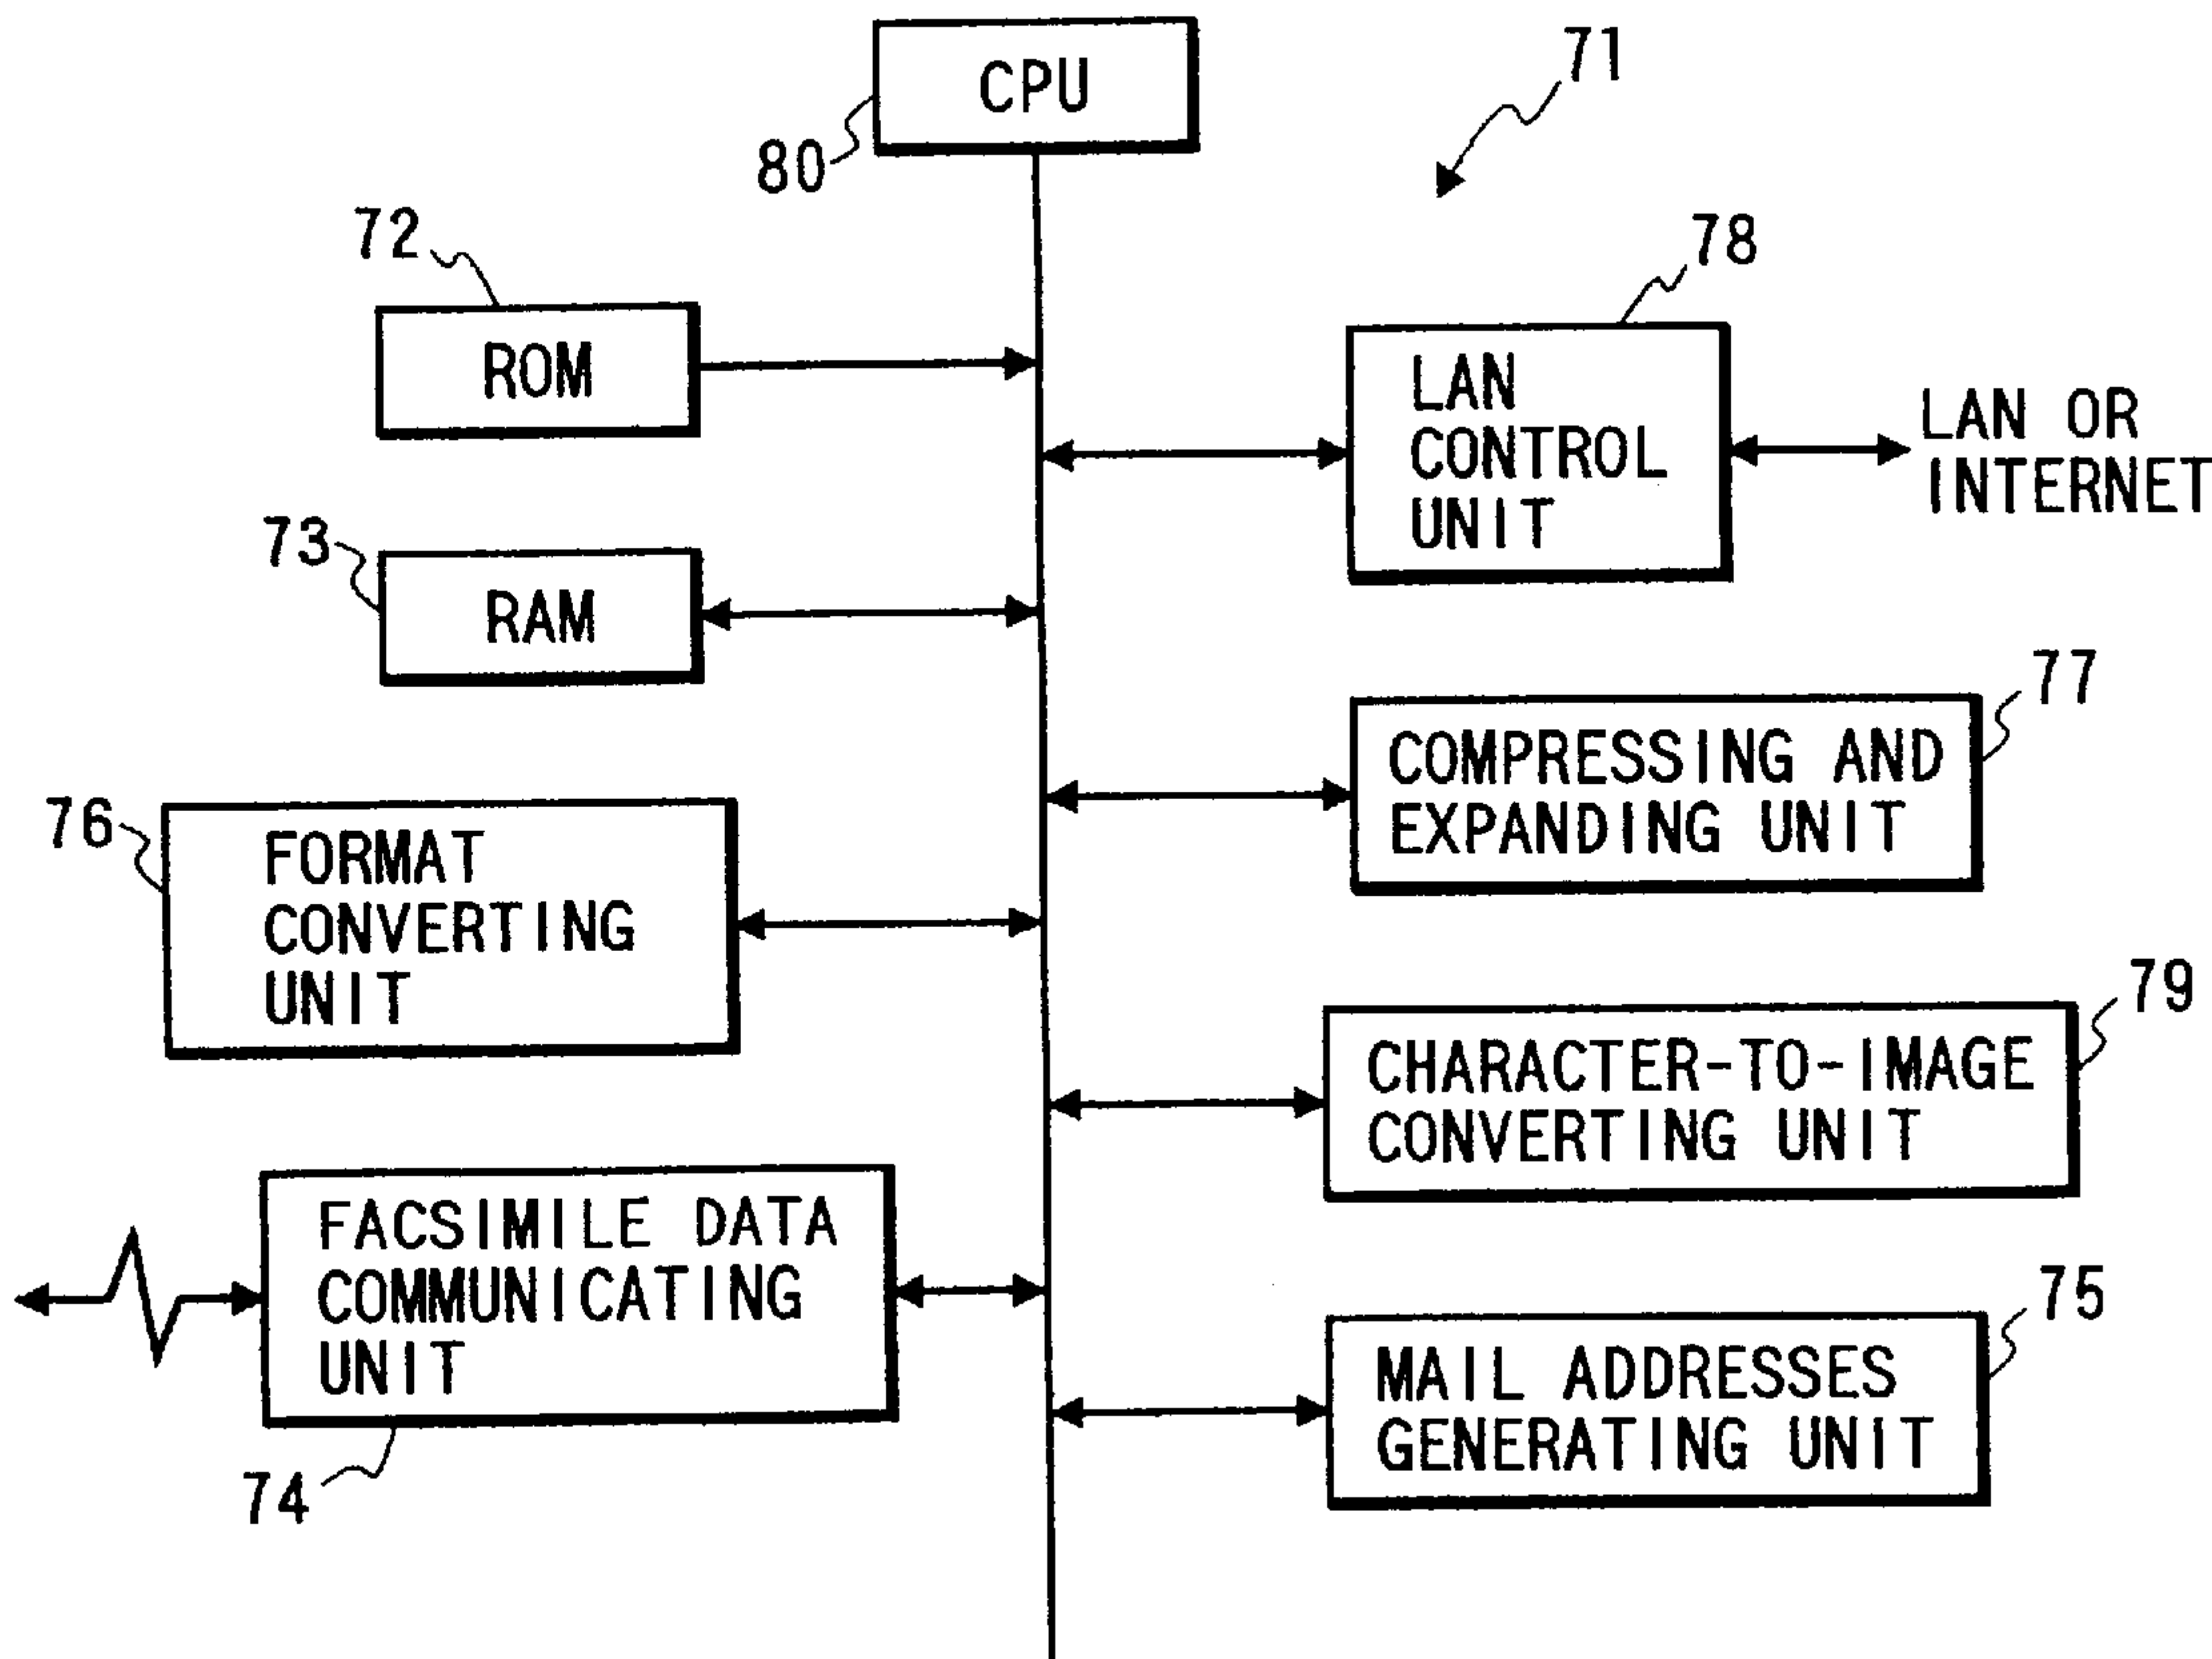 CPU
80
71
72
ROM
78
LAN
CONTROL
UNIT
LAN OR
INTERNET
73
RAM
77
COMPRESSING AND
EXPANDING UNIT
76
FORMAT
CONVERTING
UNIT
79
CHARACTER-TO-IMAGE
CONVERTING UNIT
FACSIMILE DATA
COMMUNICATING
UNIT
74
75
MAIL ADDRESSES
GENERATING UNIT